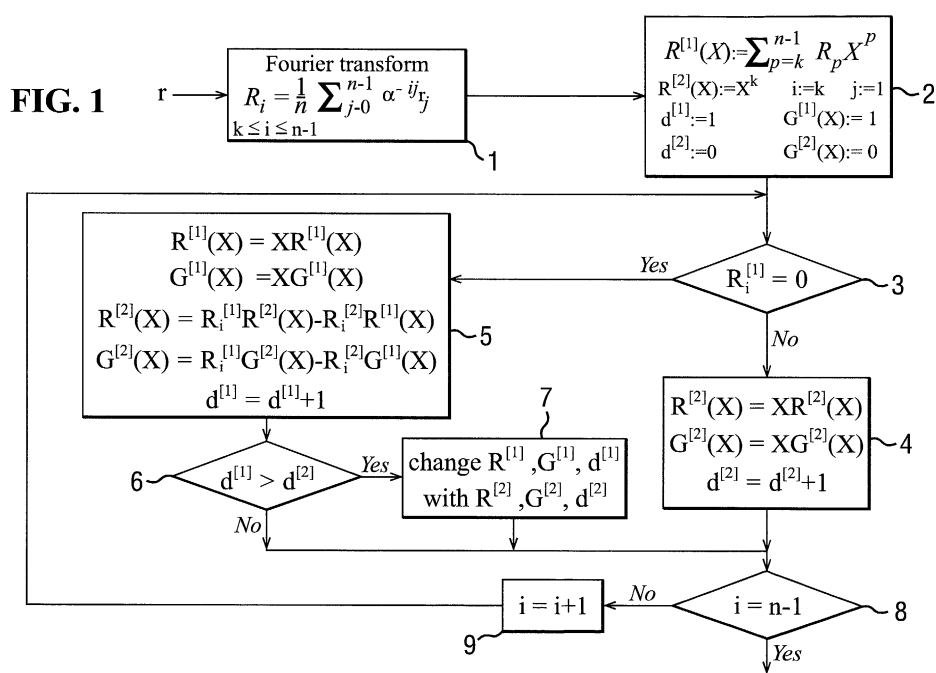 FIG. 1
r
Fourier transform
R_i = 1/n ∑_{j-0}^{n-1} α^{-ij} r_j
k ≤ i ≤ n-1
1
R^{[1]}(X):=∑_{p=k}^{n-1} R_p X^p
R^{[2]}(X):=X^k i:=k j:=1
d^{[1]}:=1 G^{[1]}(X):= 1
d^{[2]}:=0 G^{[2]}(X):= 0
2
R_i^{[1]} = 0
3
Yes
No
R^{[1]}(X) = XR^{[1]}(X)
G^{[1]}(X) =XG^{[1]}(X)
R^{[2]}(X) = R_i^{[1]}R^{[2]}(X)-R_i^{[2]}R^{[1]}(X)
G^{[2]}(X) = R_i^{[1]}G^{[2]}(X)-R_i^{[2]}G^{[1]}(X)
d^{[1]} = d^{[1]}+1
5
R^{[2]}(X) = XR^{[2]}(X)
G^{[2]}(X) = XG^{[2]}(X)
d^{[2]} = d^{[2]}+1
4
6
d^{[1]} > d^{[2]}
Yes
No
7
change R^{[1]} ,G^{[1]}, d^{[1]}
with R^{[2]} ,G^{[2]}, d^{[2]}
i = n-1
8
No
Yes
i = i+1
9